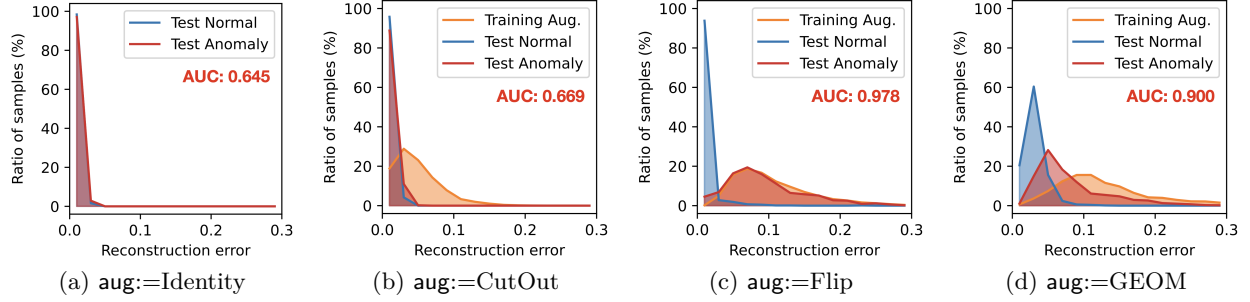 Ratio of samples (%)
100
80
60
40
20
0
Test Normal
Test Anomaly
AUC: 0.645
0.0
0.1
0.2
0.3
Reconstruction error
(a) aug:=Identity
Ratio of samples (%)
100
80
60
40
20
0
Training Aug.
Test Normal
Test Anomaly
AUC: 0.669
0.0
0.1
0.2
0.3
Reconstruction error
(b) aug:=CutOut
Ratio of samples (%)
100
80
60
40
20
0
Training Aug.
Test Normal
Test Anomaly
AUC: 0.978
0.0
0.1
0.2
0.3
Reconstruction error
(c) aug:=Flip
Ratio of samples (%)
100
80
60
40
20
0
Training Aug.
Test Normal
Test Anomaly
AUC: 0.900
0.0
0.1
0.2
0.3
Reconstruction error
(d) aug:=GEOM